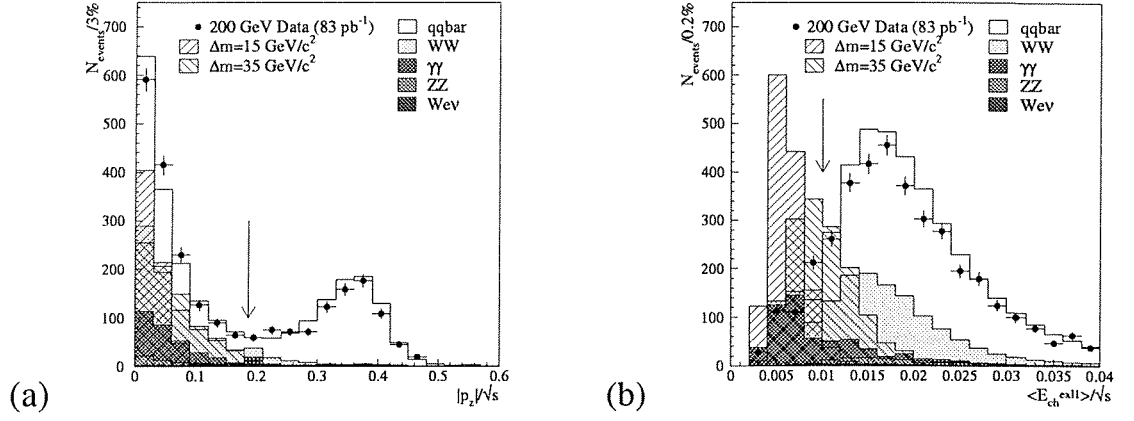 N_events/3%
700
600
500
400
300
200
100
0
200 GeV Data (83 pb⁻¹)
Δm=15 GeV/c²
Δm=35 GeV/c²
qqbar
WW
γγ
ZZ
Weν
0 0.1 0.2 0.3 0.4 0.5 0.6
|p_z|/√s
(a)
N_events/0.2%
700
600
500
400
300
200
100
0
200 GeV Data (83 pb⁻¹)
Δm=15 GeV/c²
Δm=35 GeV/c²
qqbar
WW
γγ
ZZ
Weν
0 0.005 0.01 0.015 0.02 0.025 0.03 0.035 0.04
<E_ch^exl1>/√s
(b)